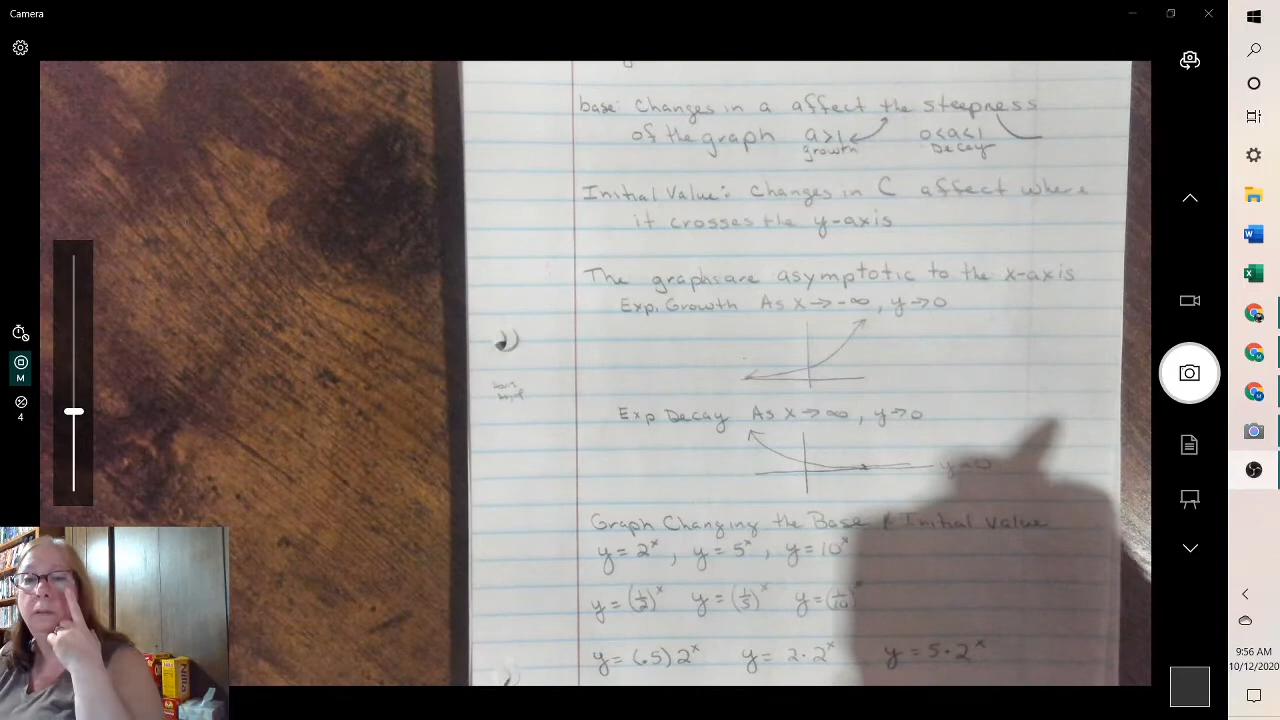 Camera
base: Changes in a affect the steepness
of the graph a>1 0<a<1
growth Decay
Initial Value: Changes in C affect where
it crosses the y-axis
The graphs are asymptotic to the x-axis
Exp. Growth As x→-∞, y→0
Exp Decay As x→∞, y→0
y=0
Graph Changing the Base & Initial Value
y=2ˣ, y=5ˣ, y=10ˣ
y=(1/2)ˣ y=(1/5)ˣ y=(1/10)ˣ
y=(.5)2ˣ y=2·2ˣ y=5·2ˣ
M
4
Nilla
9:56 AM
10/12/2020